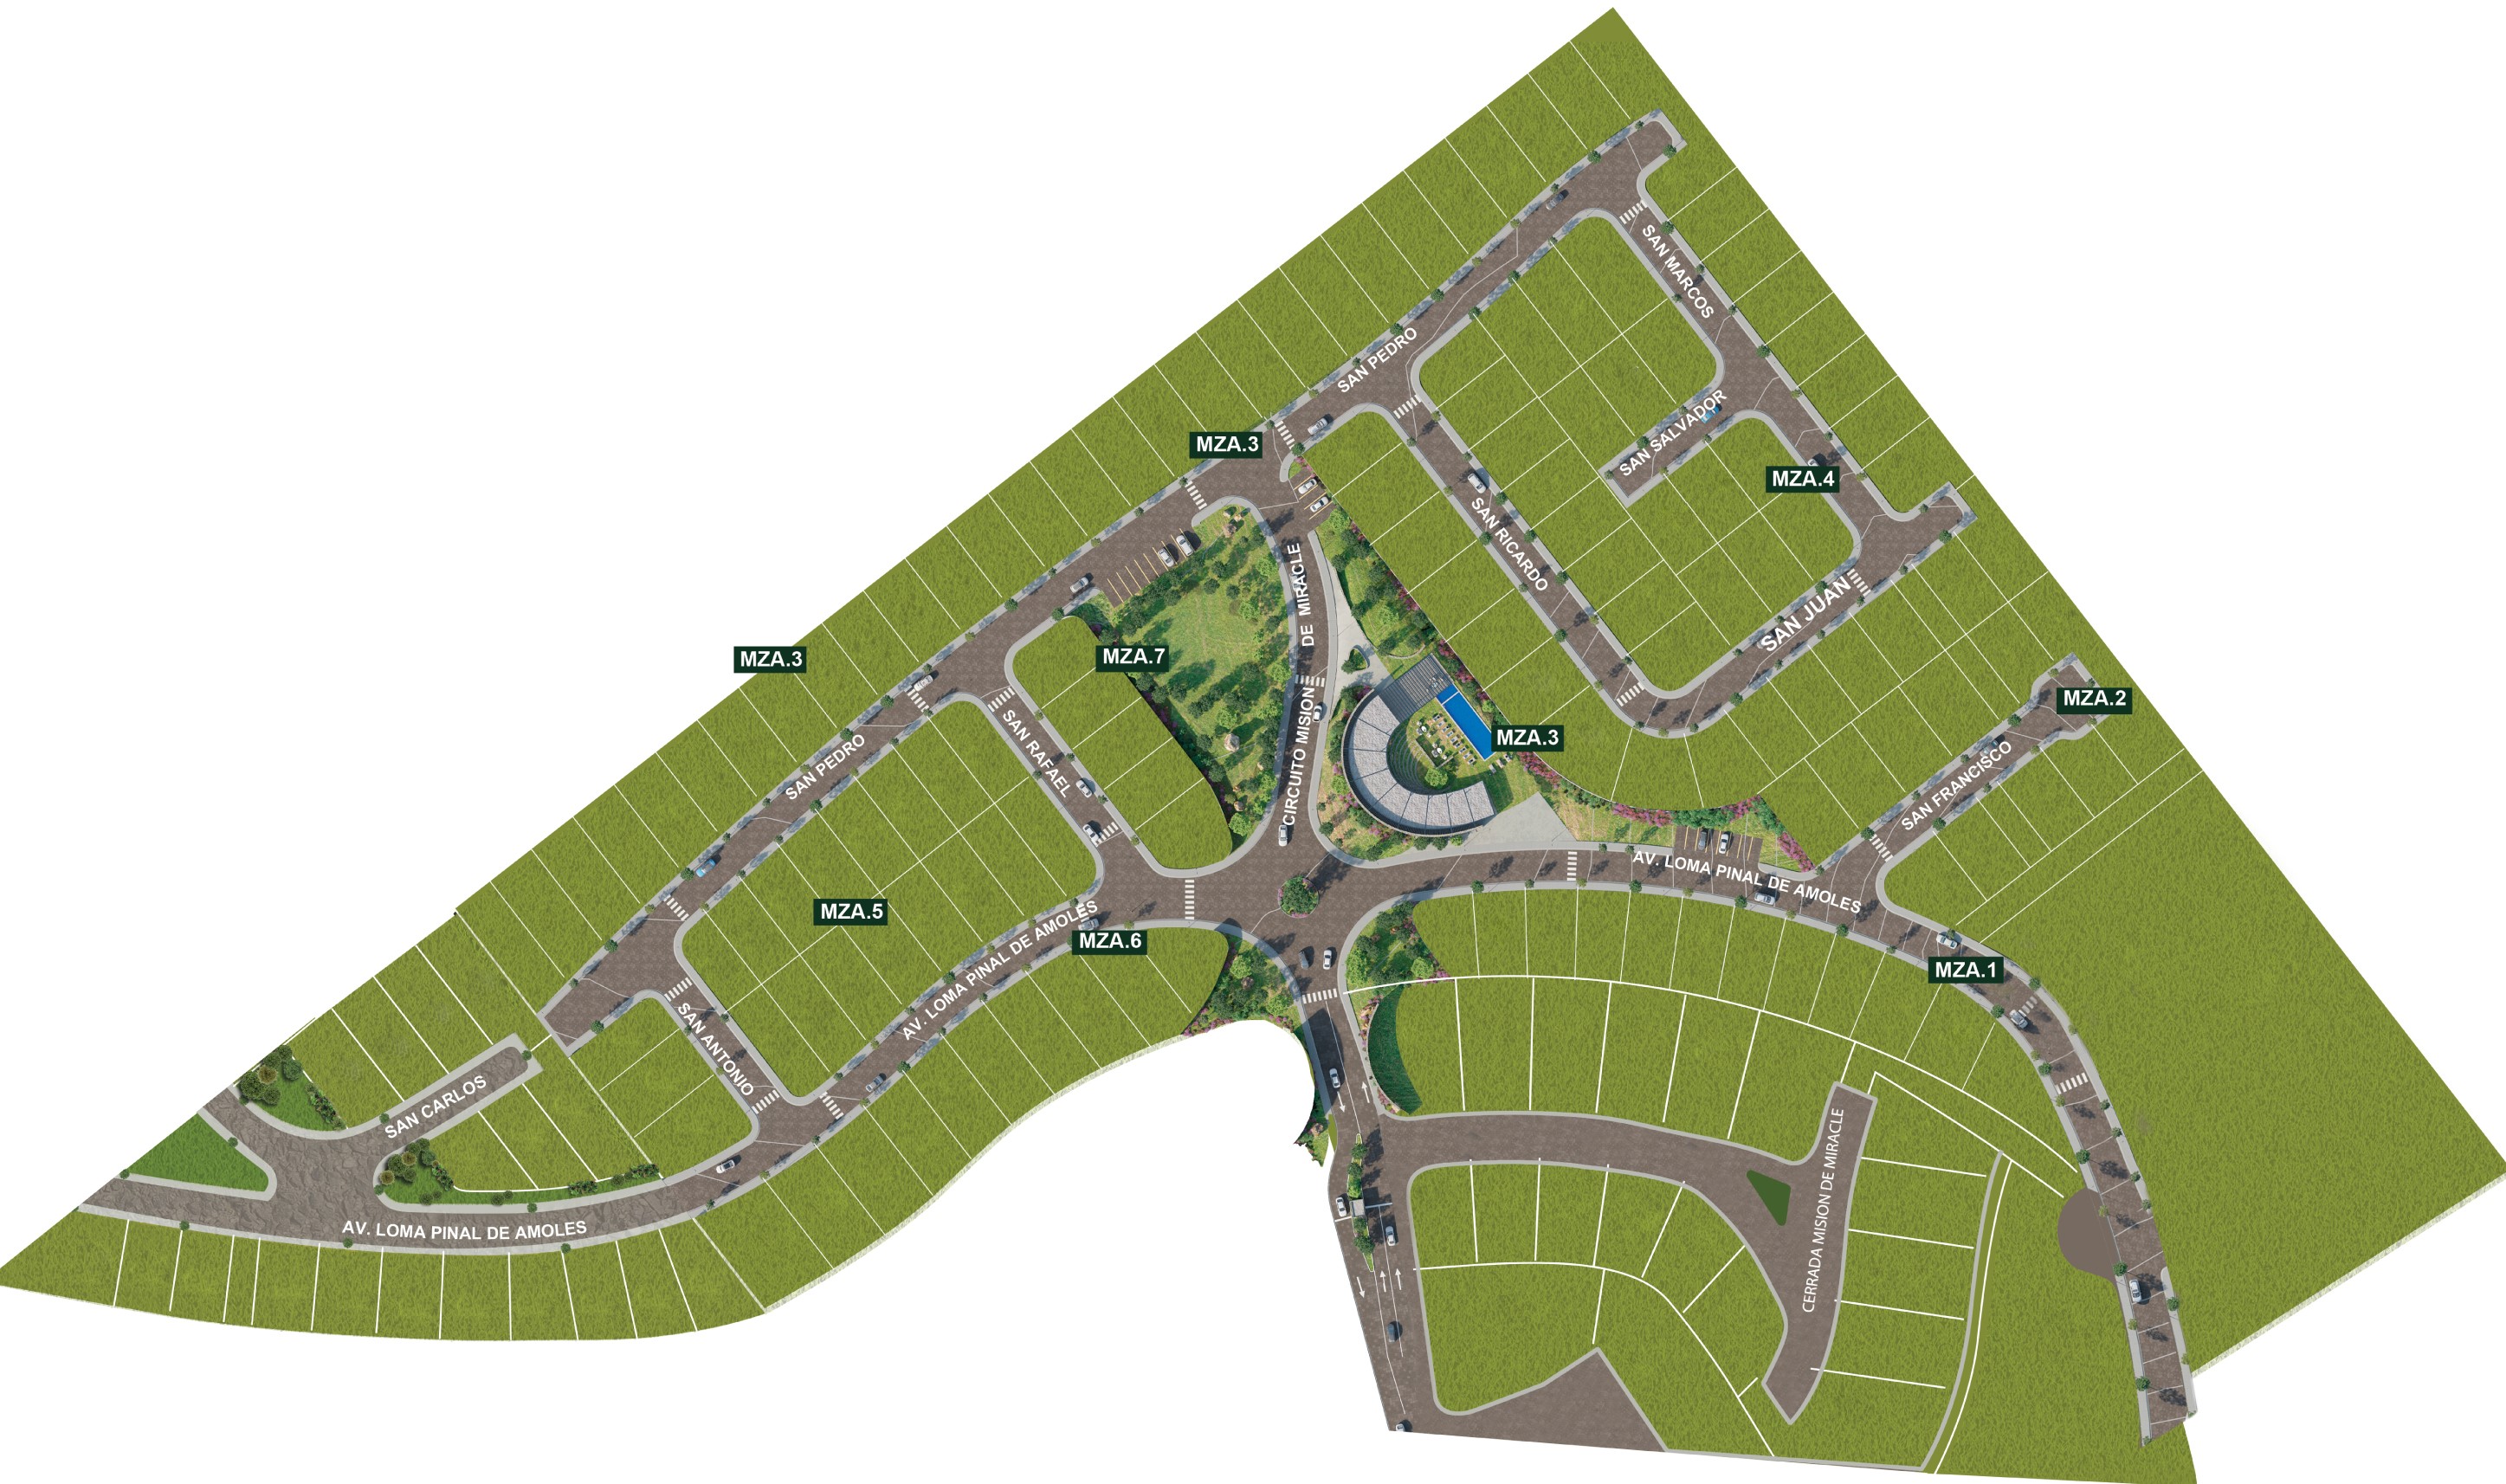 SAN MARCOS
SAN PEDRO
SAN SALVADOR
MZA.3
MZA.4
SAN RICARDO
SAN JUAN
CIRCUITO MISION DE MIRACLE
MZA.3
MZA.7
MZA.2
SAN RAFAEL
SAN PEDRO
MZA.3
SAN FRANCISCO
AV. LOMA PINAL DE AMOLES
MZA.5
MZA.6
AV. LOMA PINAL DE AMOLES
MZA.1
SAN ANTONIO
SAN CARLOS
AV. LOMA PINAL DE AMOLES
CERRADA MISION DE MIRACLE